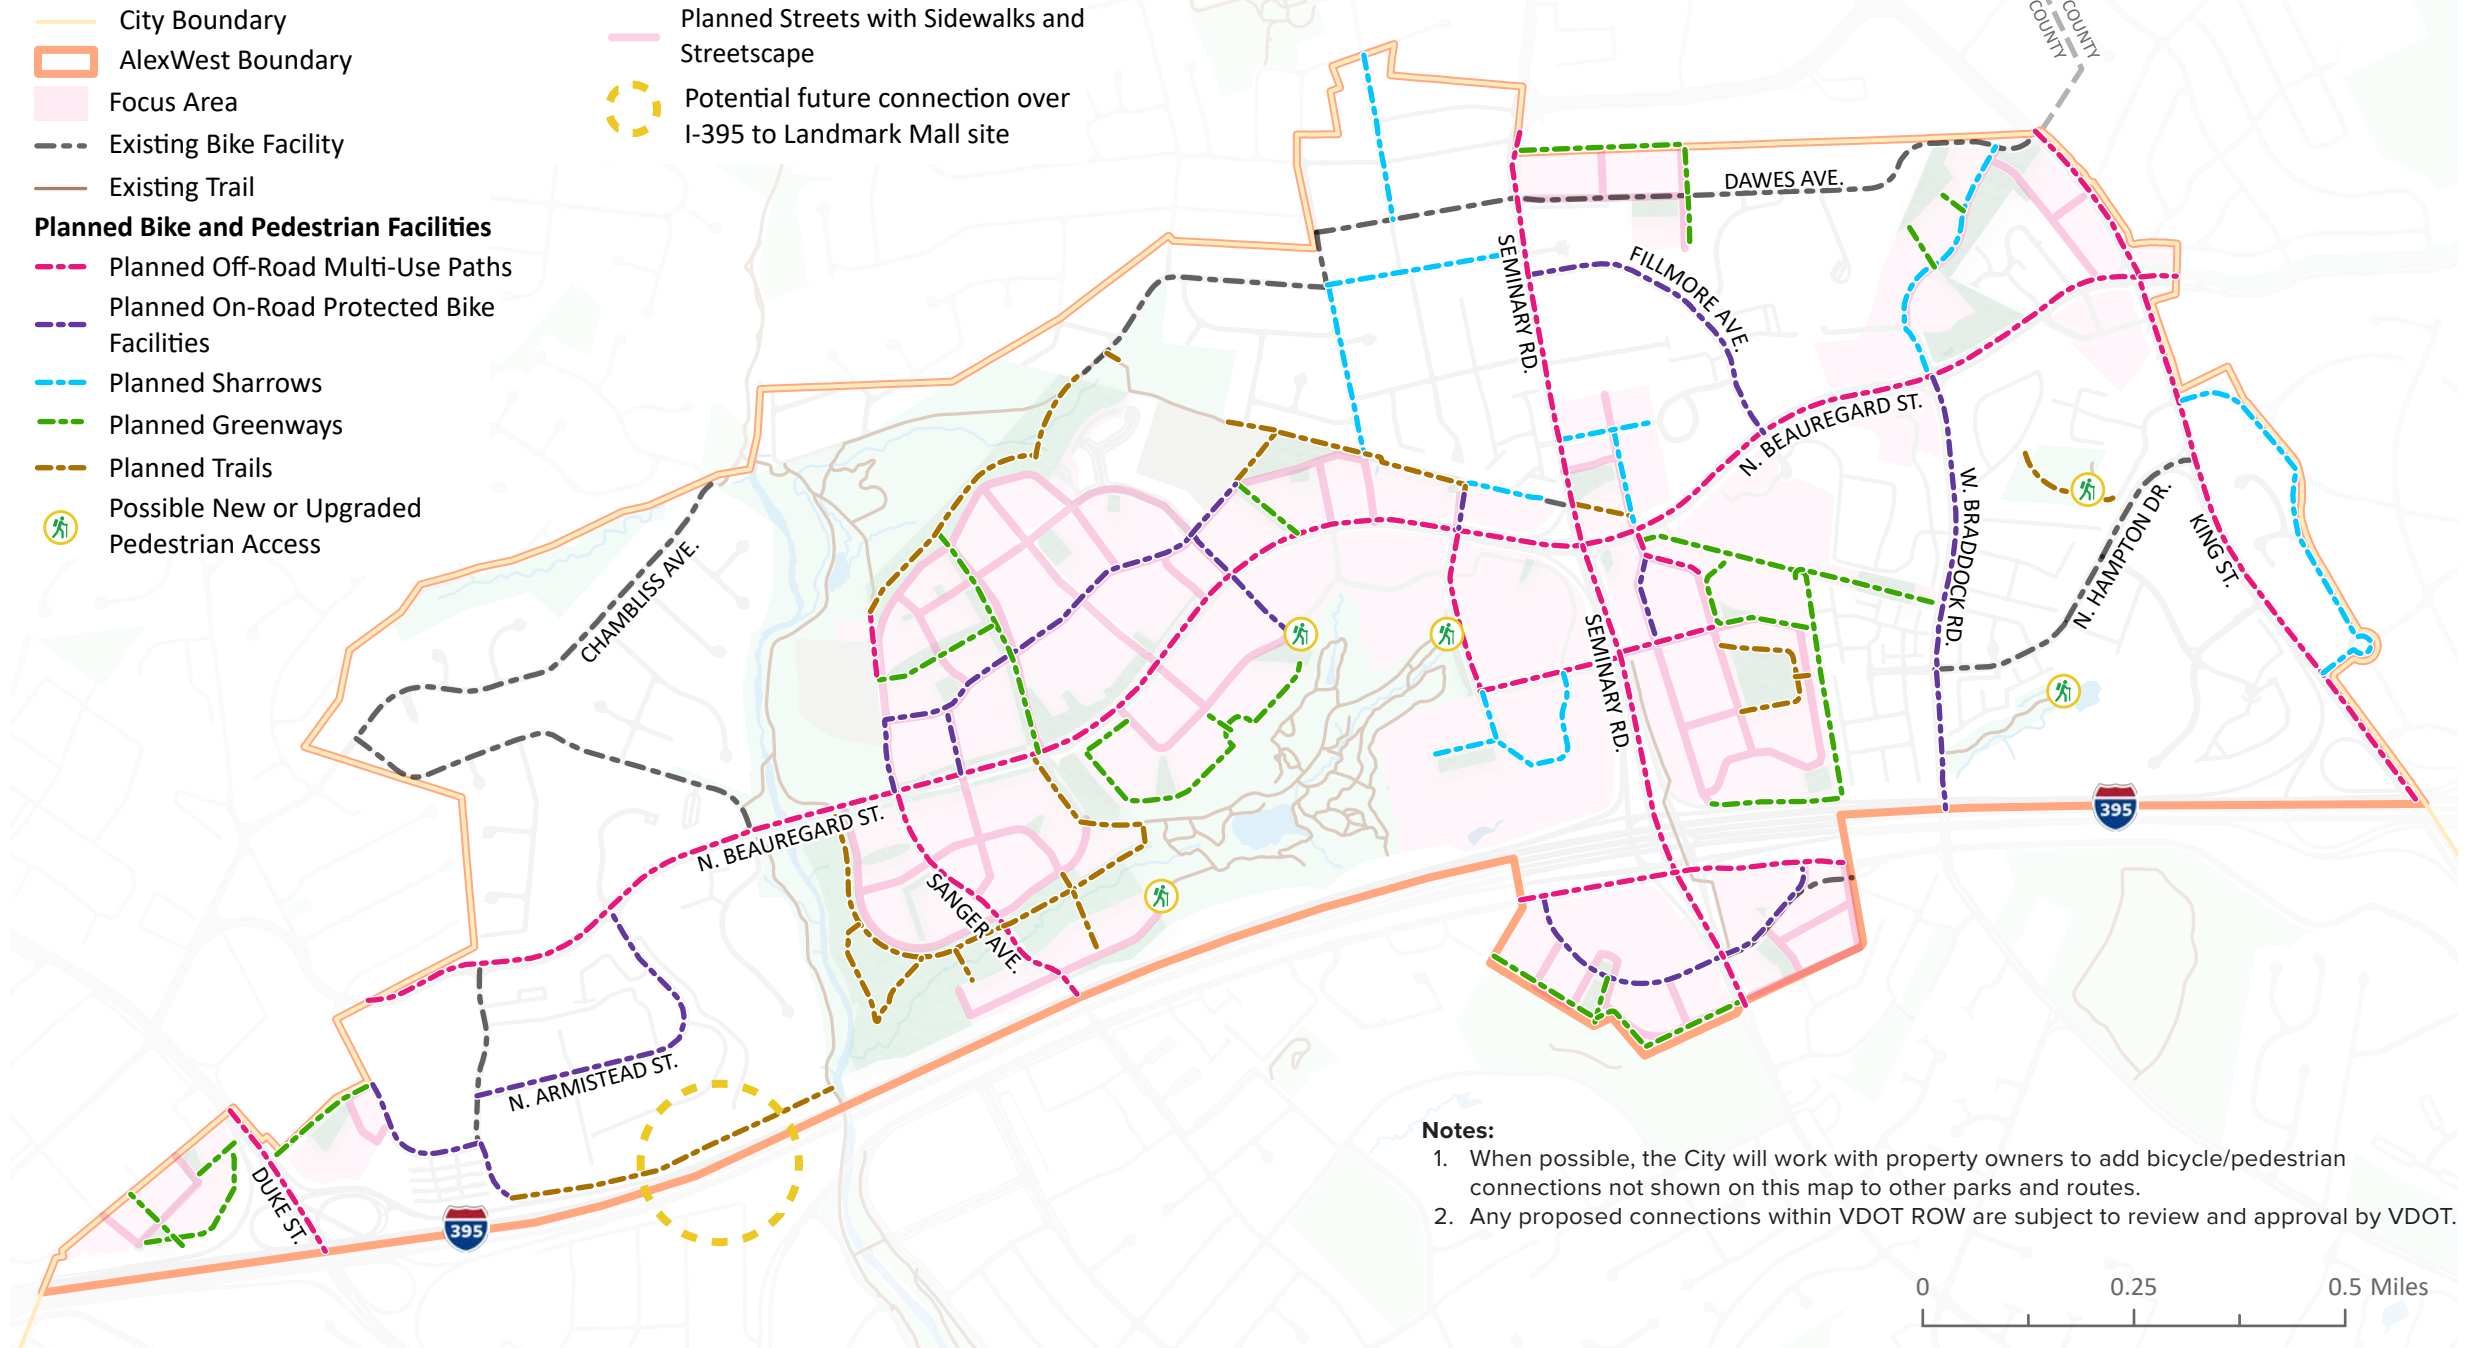 City Boundary
AlexWest Boundary
Focus Area
Existing Bike Facility
Existing Trail
Planned Bike and Pedestrian Facilities
Planned Off-Road Multi-Use Paths
Planned On-Road Protected Bike
Facilities
Planned Sharrows
Planned Greenways
Planned Trails
Possible New or Upgraded
Pedestrian Access
Planned Streets with Sidewalks and
Streetscape
Potential future connection over
I-395 to Landmark Mall site
COUNTY
COUNTY
DAWES AVE.
SEMINARY RD.
FILLMORE AVE.
N. BEAUREGARD ST.
W. BRADDOCK RD.
N. HAMPTON DR.
KING ST.
CHAMBLISS AVE.
SEMINARY RD.
N. BEAUREGARD ST.
395
SANGER AVE.
N. ARMISTEAD ST.
DUKE ST.
395
Notes:
1. When possible, the City will work with property owners to add bicycle/pedestrian
connections not shown on this map to other parks and routes.
2. Any proposed connections within VDOT ROW are subject to review and approval by VDOT.
0 0.25 0.5 Miles